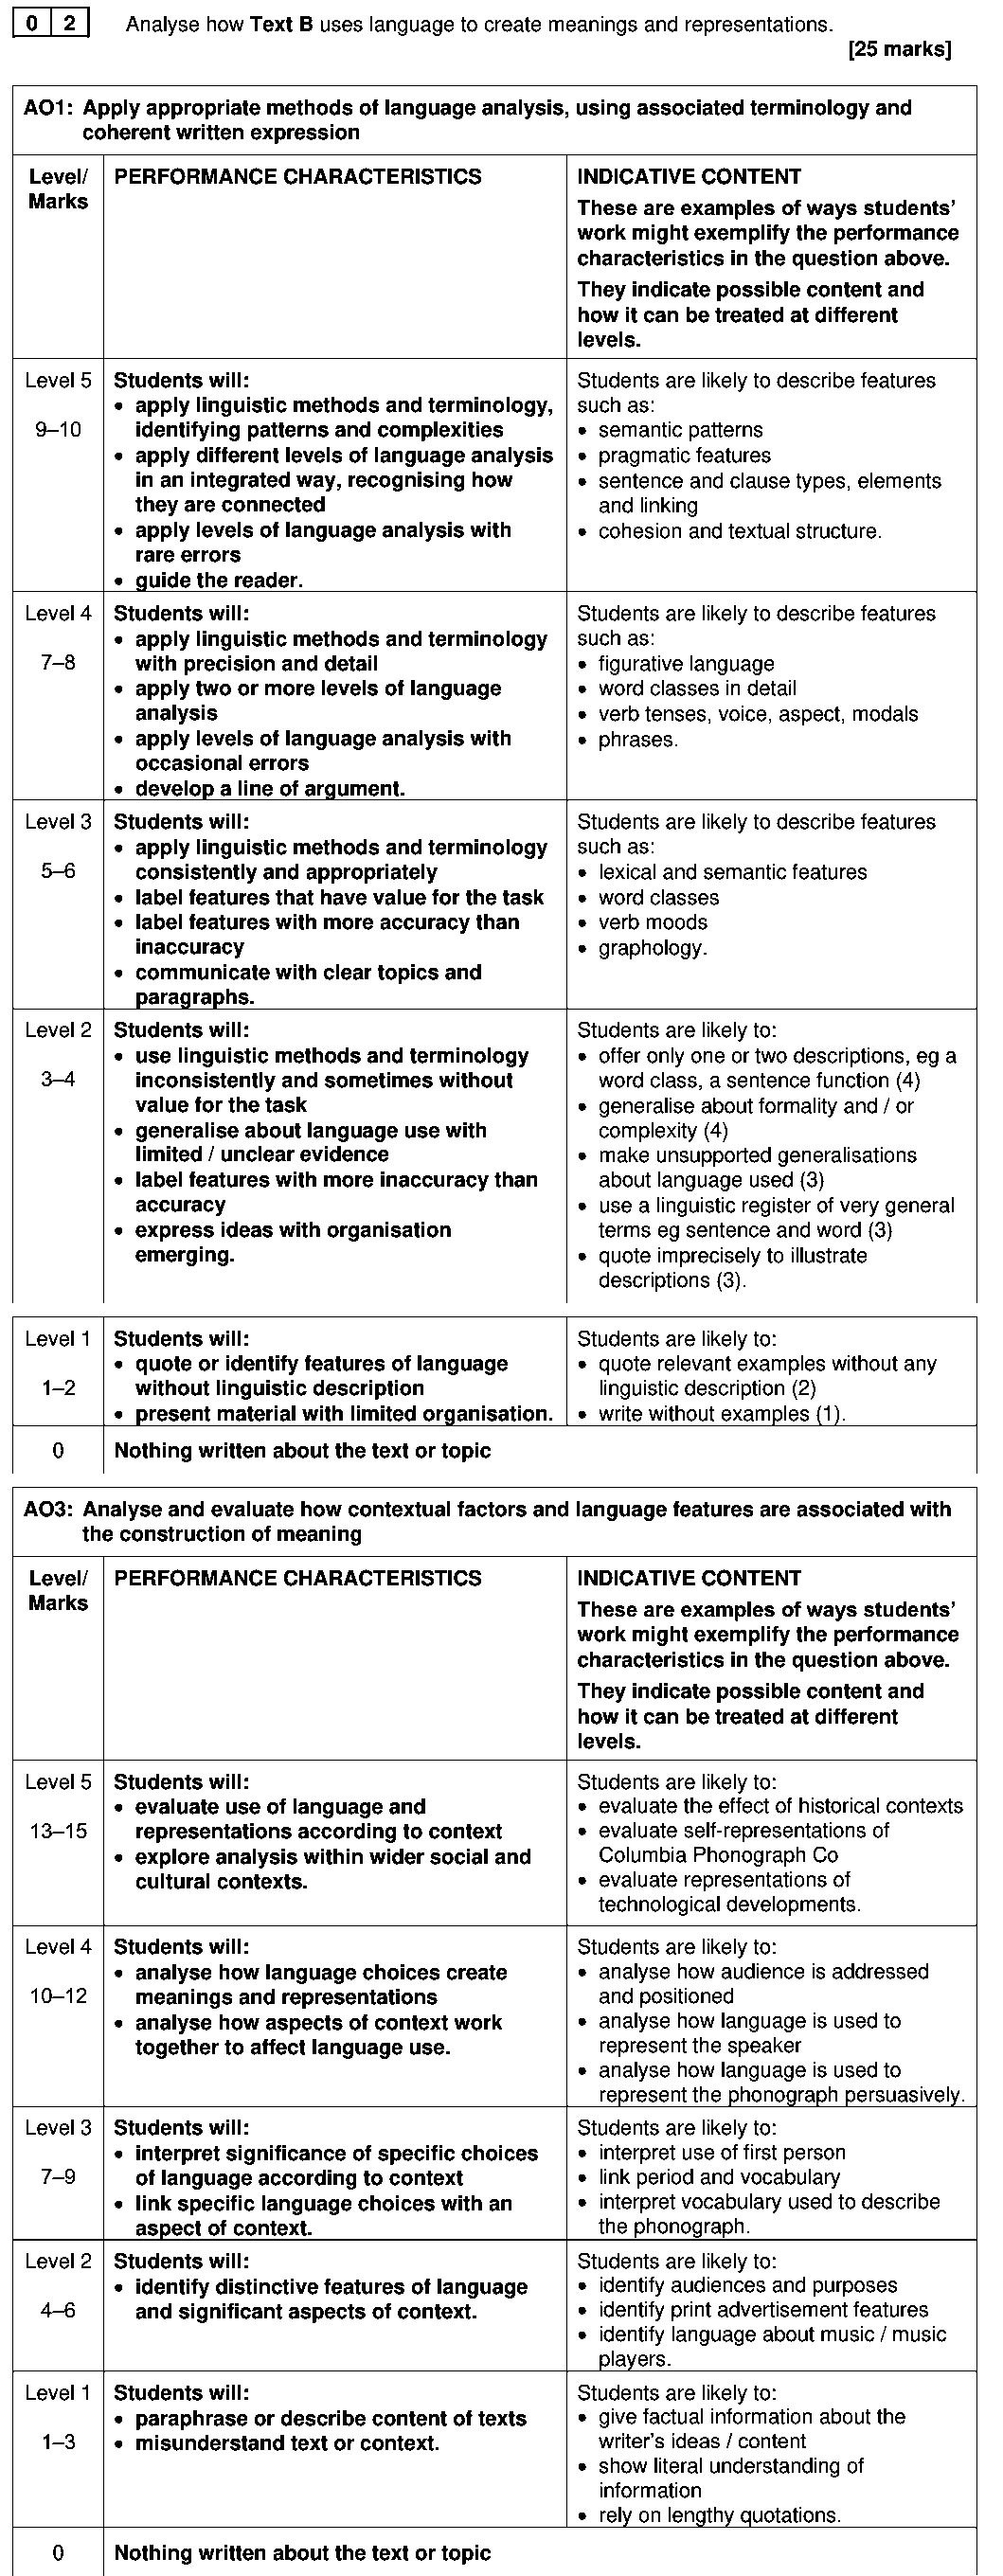 0 2 Analyse how Text B uses language to create meanings and representations.
[25 marks]
AO1: Apply appropriate methods of language analysis, using associated terminology and
coherent written expression
Level/
Marks
PERFORMANCE CHARACTERISTICS
INDICATIVE CONTENT
These are examples of ways students'
work might exemplify the performance
characteristics in the question above.
They indicate possible content and
how it can be treated at different
levels.
Level 5
9–10
Students will:
• apply linguistic methods and terminology,
identifying patterns and complexities
• apply different levels of language analysis
in an integrated way, recognising how
they are connected
• apply levels of language analysis with
rare errors
• guide the reader.
Students are likely to describe features
such as:
• semantic patterns
• pragmatic features
• sentence and clause types, elements
and linking
• cohesion and textual structure.
Level 4
7–8
Students will:
• apply linguistic methods and terminology
with precision and detail
• apply two or more levels of language
analysis
• apply levels of language analysis with
occasional errors
• develop a line of argument.
Students are likely to describe features
such as:
• figurative language
• word classes in detail
• verb tenses, voice, aspect, modals
• phrases.
Level 3
5–6
Students will:
• apply linguistic methods and terminology
consistently and appropriately
• label features that have value for the task
• label features with more accuracy than
inaccuracy
• communicate with clear topics and
paragraphs.
Students are likely to describe features
such as:
• lexical and semantic features
• word classes
• verb moods
• graphology.
Level 2
3–4
Students will:
• use linguistic methods and terminology
inconsistently and sometimes without
value for the task
• generalise about language use with
limited / unclear evidence
• label features with more inaccuracy than
accuracy
• express ideas with organisation
emerging.
Students are likely to:
• offer only one or two descriptions, eg a
word class, a sentence function (4)
• generalise about formality and / or
complexity (4)
• make unsupported generalisations
about language used (3)
• use a linguistic register of very general
terms eg sentence and word (3)
• quote imprecisely to illustrate
descriptions (3).
Level 1
1–2
Students will:
• quote or identify features of language
without linguistic description
• present material with limited organisation.
Students are likely to:
• quote relevant examples without any
linguistic description (2)
• write without examples (1).
0
Nothing written about the text or topic
AO3: Analyse and evaluate how contextual factors and language features are associated with
the construction of meaning
Level/
Marks
PERFORMANCE CHARACTERISTICS
INDICATIVE CONTENT
These are examples of ways students'
work might exemplify the performance
characteristics in the question above.
They indicate possible content and
how it can be treated at different
levels.
Level 5
13–15
Students will:
• evaluate use of language and
representations according to context
• explore analysis within wider social and
cultural contexts.
Students are likely to:
• evaluate the effect of historical contexts
• evaluate self-representations of
Columbia Phonograph Co
• evaluate representations of
technological developments.
Level 4
10–12
Students will:
• analyse how language choices create
meanings and representations
• analyse how aspects of context work
together to affect language use.
Students are likely to:
• analyse how audience is addressed
and positioned
• analyse how language is used to
represent the speaker
• analyse how language is used to
represent the phonograph persuasively.
Level 3
7–9
Students will:
• interpret significance of specific choices
of language according to context
• link specific language choices with an
aspect of context.
Students are likely to:
• interpret use of first person
• link period and vocabulary
• interpret vocabulary used to describe
the phonograph.
Level 2
4–6
Students will:
• identify distinctive features of language
and significant aspects of context.
Students are likely to:
• identify audiences and purposes
• identify print advertisement features
• identify language about music / music
players.
Level 1
1–3
Students will:
• paraphrase or describe content of texts
• misunderstand text or context.
Students are likely to:
• give factual information about the
writer's ideas / content
• show literal understanding of
information
• rely on lengthy quotations.
0
Nothing written about the text or topic